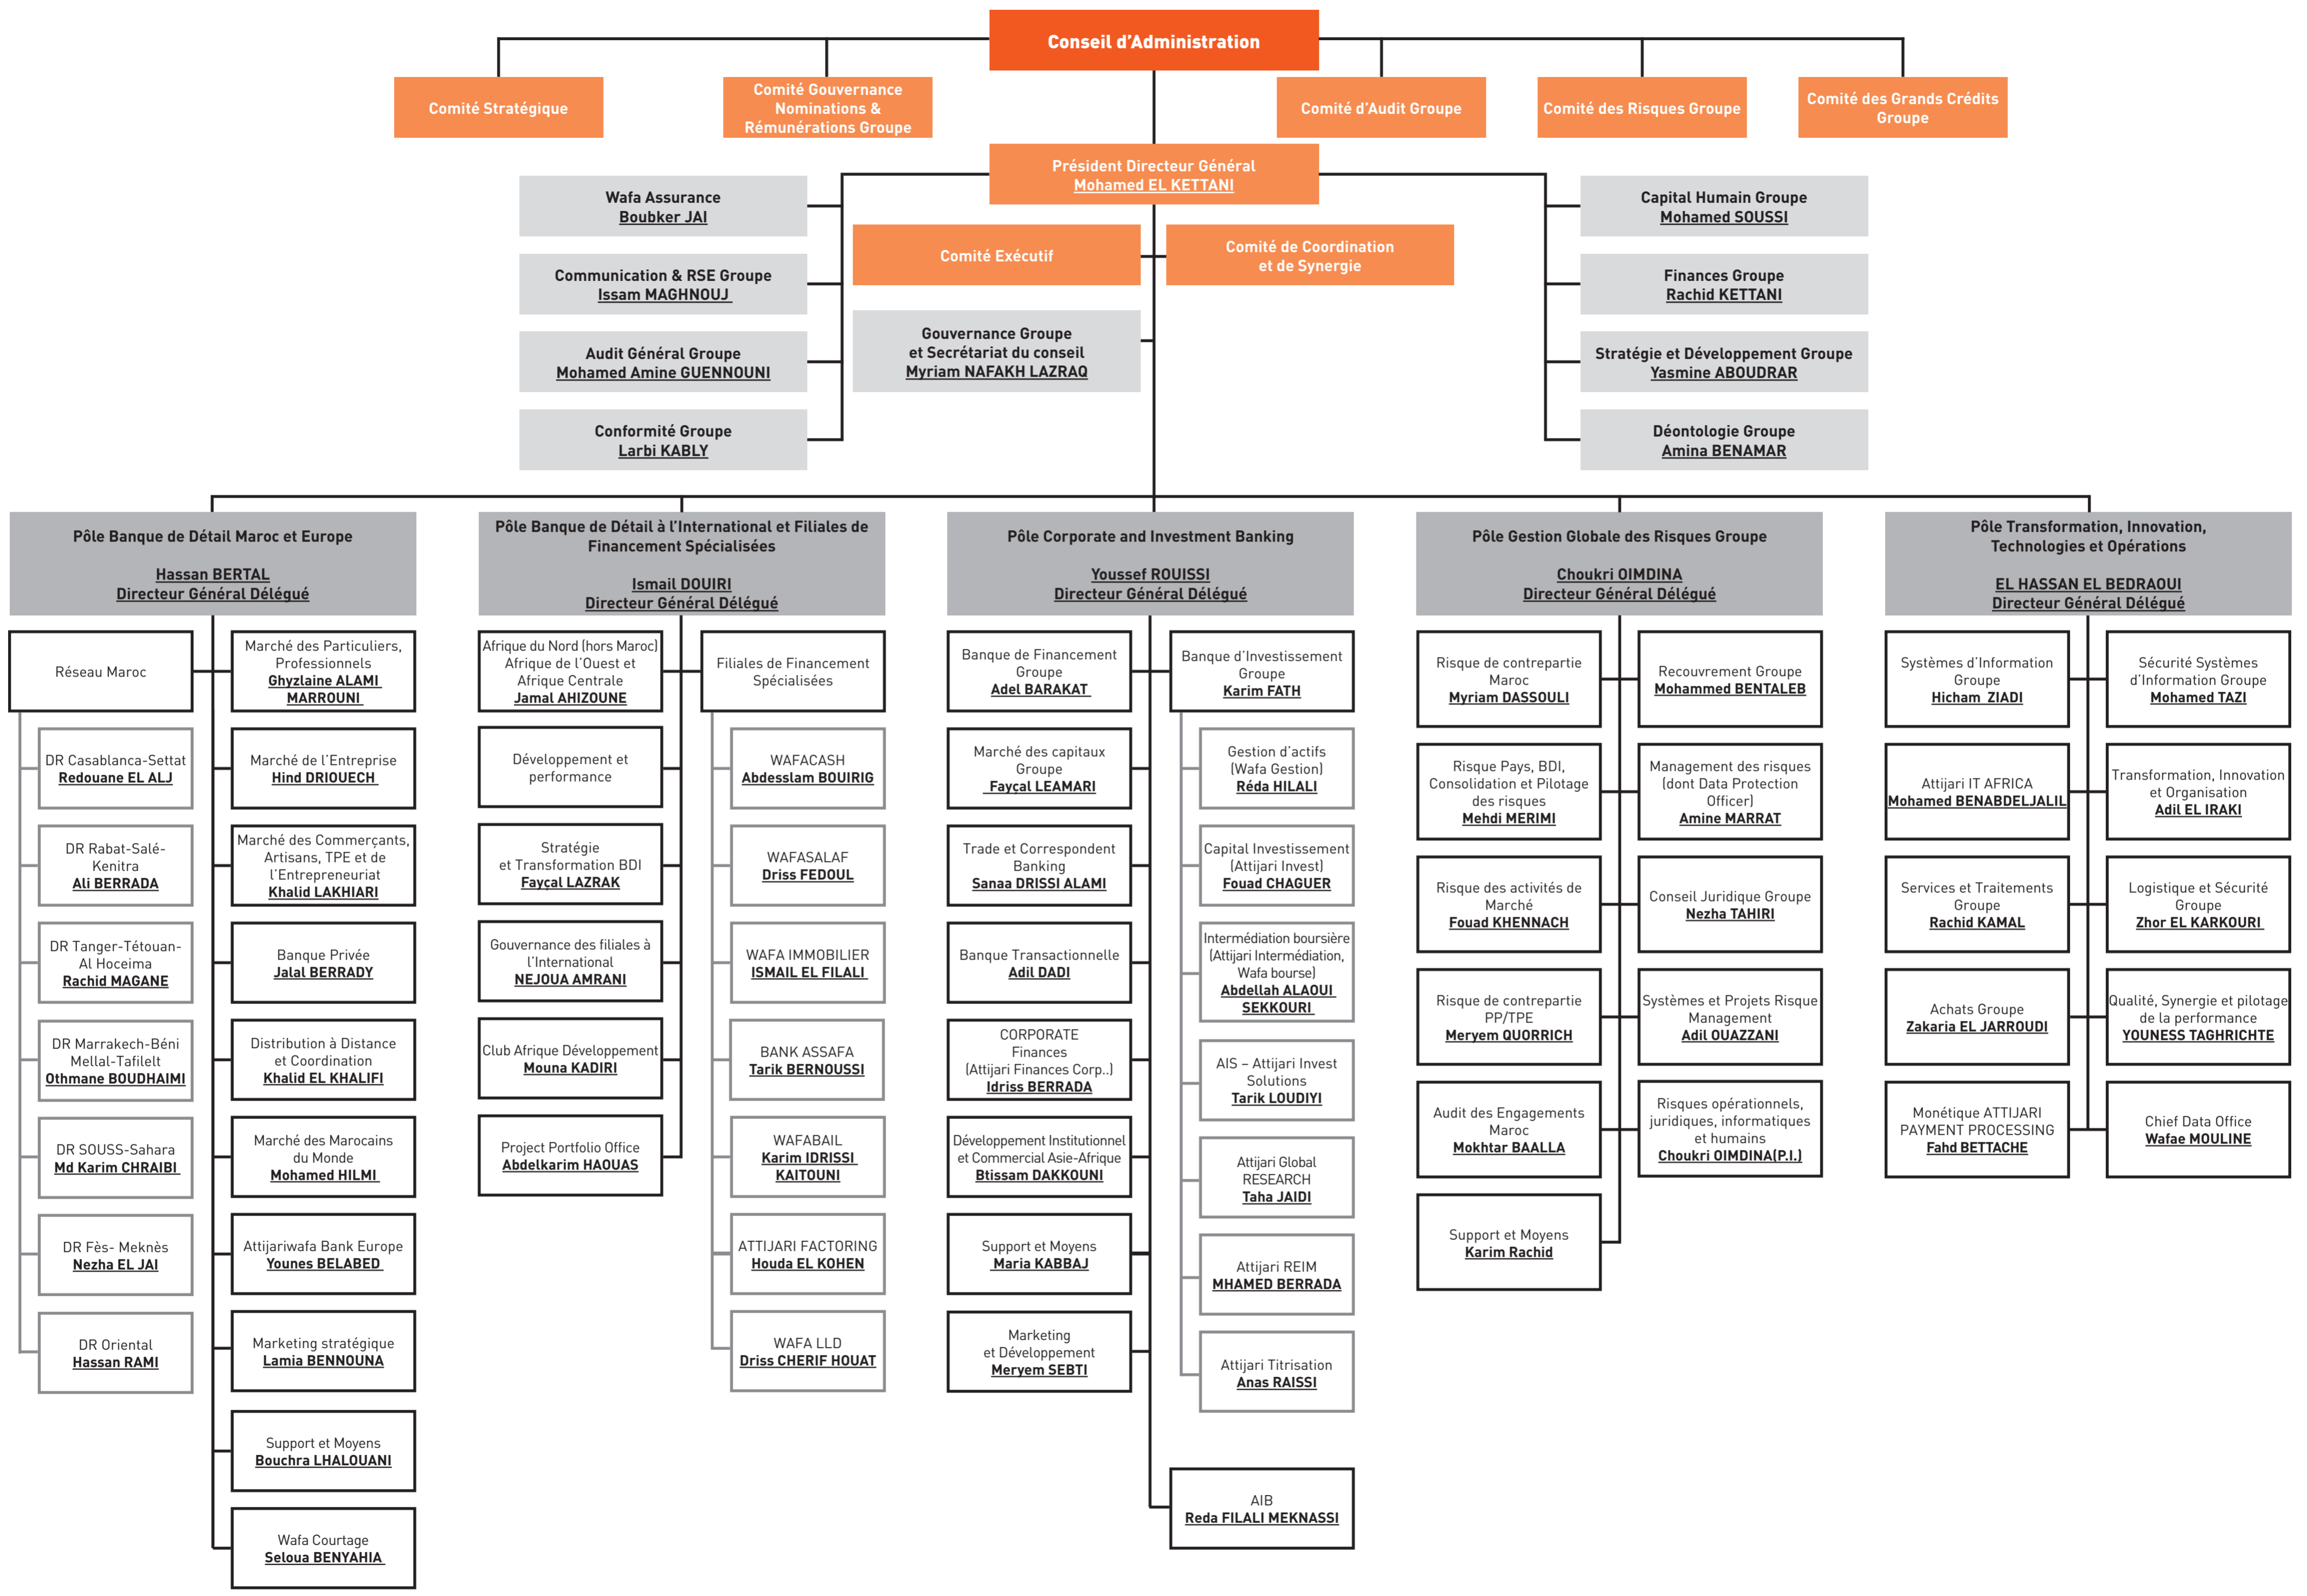 Conseil d’Administration
Comité Stratégique
Comité Gouvernance
Nominations &
Rémunérations Groupe
Comité d’Audit Groupe
Comité des Risques Groupe
Comité des Grands Crédits
Groupe
Président Directeur Général
Mohamed EL KETTANI
Wafa Assurance
Boubker JAI
Communication & RSE Groupe
Issam MAGHNOUJ
Audit Général Groupe
Mohamed Amine GUENNOUNI
Conformité Groupe
Larbi KABLY
Comité Exécutif
Comité de Coordination
et de Synergie
Gouvernance Groupe
et Secrétariat du conseil
Myriam NAFAKH LAZRAQ
Capital Humain Groupe
Mohamed SOUSSI
Finances Groupe
Rachid KETTANI
Stratégie et Développement Groupe
Yasmine ABOUDRAR
Déontologie Groupe
Amina BENAMAR
Pôle Banque de Détail Maroc et Europe
Hassan BERTAL
Directeur Général Délégué
Réseau Maroc
DR Casablanca-Settat
Redouane EL ALJ
DR Rabat-Salé-
Kenitra
Ali BERRADA
DR Tanger-Tétouan-
Al Hoceima
Rachid MAGANE
DR Marrakech-Béni
Mellal-Tafilelt
Othmane BOUDHAIMI
DR SOUSS-Sahara
Md Karim CHRAIBI
DR Fès- Meknès
Nezha EL JAI
DR Oriental
Hassan RAMI
Marché des Particuliers,
Professionnels
Ghyzlaine ALAMI
MARROUNI
Marché de l’Entreprise
Hind DRIOUECH
Marché des Commerçants,
Artisans, TPE et de
l’Entrepreneuriat
Khalid LAKHIARI
Banque Privée
Jalal BERRADY
Distribution à Distance
et Coordination
Khalid EL KHALIFI
Marché des Marocains
du Monde
Mohamed HILMI
Attijariwafa Bank Europe
Younes BELABED
Marketing stratégique
Lamia BENNOUNA
Support et Moyens
Bouchra LHALOUANI
Wafa Courtage
Seloua BENYAHIA
Pôle Banque de Détail à l’International et Filiales de
Financement Spécialisées
Ismail DOUIRI
Directeur Général Délégué
Afrique du Nord (hors Maroc)
Afrique de l’Ouest et
Afrique Centrale
Jamal AHIZOUNE
Développement et
performance
Stratégie
et Transformation BDI
Fayçal LAZRAK
Gouvernance des filiales à
l’International
NEJOUA AMRANI
Club Afrique Développement
Mouna KADIRI
Project Portfolio Office
Abdelkarim HAOUAS
Filiales de Financement
Spécialisées
WAFACASH
Abdesslam BOUIRIG
WAFASALAF
Driss FEDOUL
WAFA IMMOBILIER
ISMAIL EL FILALI
BANK ASSAFA
Tarik BERNOUSSI
WAFABAIL
Karim IDRISSI
KAITOUNI
ATTIJARI FACTORING
Houda EL KOHEN
WAFA LLD
Driss CHERIF HOUAT
Pôle Corporate and Investment Banking
Youssef ROUISSI
Directeur Général Délégué
Banque de Financement
Groupe
Adel BARAKAT
Marché des capitaux
Groupe
Fayçal LEAMARI
Trade et Correspondent
Banking
Sanaa DRISSI ALAMI
Banque Transactionnelle
Adil DADI
CORPORATE
Finances
(Attijari Finances Corp..)
Idriss BERRADA
Développement Institutionnel
et Commercial Asie-Afrique
Btissam DAKKOUNI
Support et Moyens
Maria KABBAJ
Marketing
et Développement
Meryem SEBTI
Banque d’Investissement
Groupe
Karim FATH
Gestion d’actifs
(Wafa Gestion)
Réda HILALI
Capital Investissement
(Attijari Invest)
Fouad CHAGUER
Intermédiation boursière
(Attijari Intermédiation,
Wafa bourse)
Abdellah ALAOUI
SEKKOURI
AIS – Attijari Invest
Solutions
Tarik LOUDIYI
Attijari Global
RESEARCH
Taha JAIDI
Attijari REIM
MHAMED BERRADA
Attijari Titrisation
Anas RAISSI
AIB
Reda FILALI MEKNASSI
Pôle Gestion Globale des Risques Groupe
Choukri OIMDINA
Directeur Général Délégué
Risque de contrepartie
Maroc
Myriam DASSOULI
Risque Pays, BDI,
Consolidation et Pilotage
des risques
Mehdi MERIMI
Risque des activités de
Marché
Fouad KHENNACH
Risque de contrepartie
PP/TPE
Meryem QUORRICH
Audit des Engagements
Maroc
Mokhtar BAALLA
Support et Moyens
Karim Rachid
Recouvrement Groupe
Mohammed BENTALEB
Management des risques
(dont Data Protection
Officer)
Amine MARRAT
Conseil Juridique Groupe
Nezha TAHIRI
Systèmes et Projets Risque
Management
Adil OUAZZANI
Risques opérationnels,
juridiques, informatiques
et humains
Choukri OIMDINA(P.I.)
Pôle Transformation, Innovation,
Technologies et Opérations
EL HASSAN EL BEDRAOUI
Directeur Général Délégué
Systèmes d’Information
Groupe
Hicham ZIADI
Attijari IT AFRICA
Mohamed BENABDELJALIL
Services et Traitements
Groupe
Rachid KAMAL
Achats Groupe
Zakaria EL JARROUDI
Monétique ATTIJARI
PAYMENT PROCESSING
Fahd BETTACHE
Sécurité Systèmes
d’Information Groupe
Mohamed TAZI
Transformation, Innovation
et Organisation
Adil EL IRAKI
Logistique et Sécurité
Groupe
Zhor EL KARKOURI
Qualité, Synergie et pilotage
de la performance
YOUNESS TAGHRICHTE
Chief Data Office
Wafae MOULINE